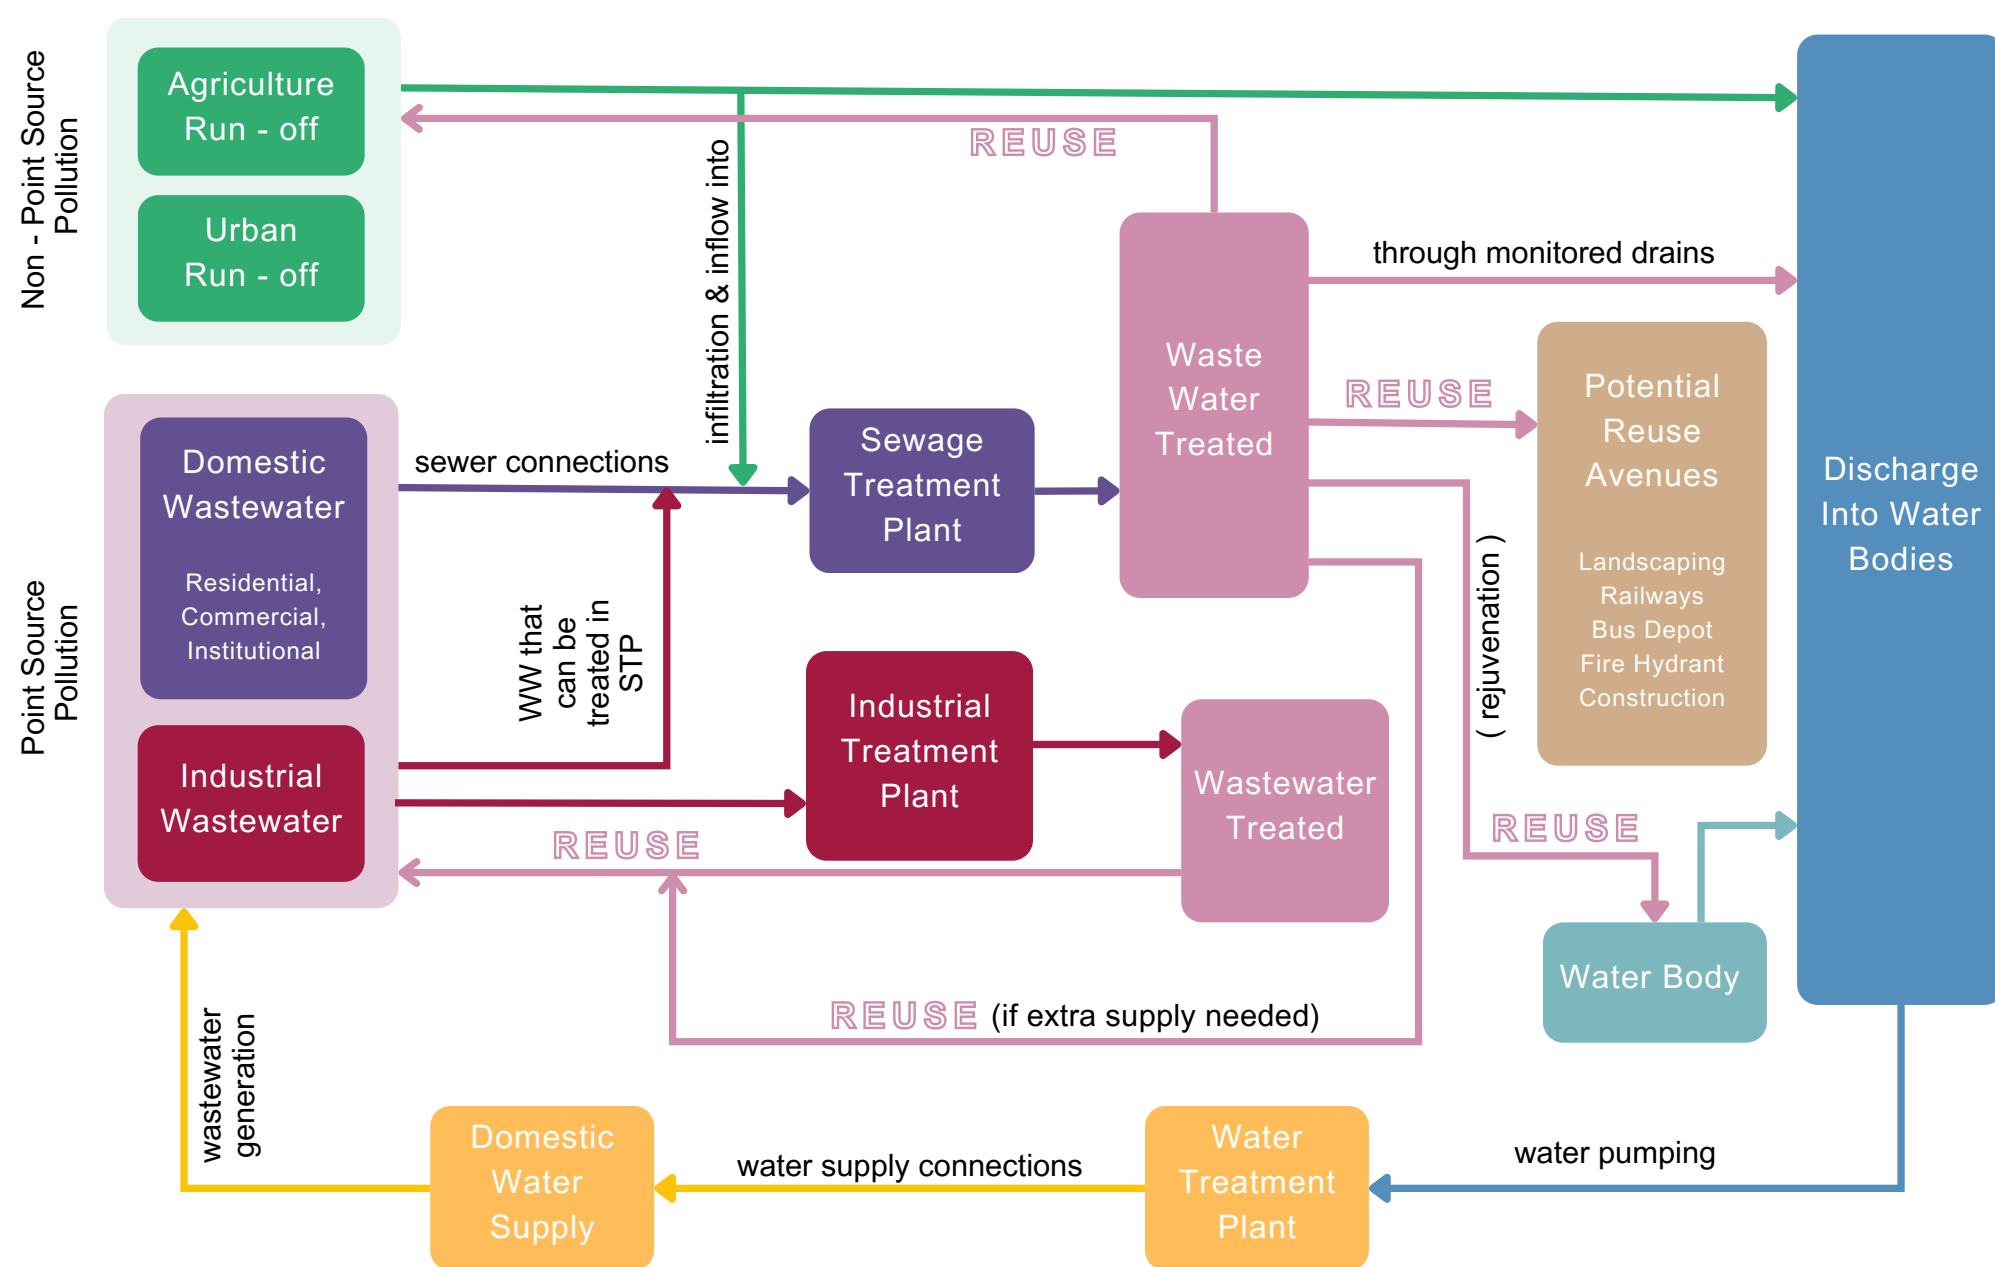 Non - Point Source
Pollution
Agriculture
Run - off
Urban
Run - off
REUSE
infiltration & inflow into
through monitored drains
Point Source
Pollution
Domestic
Wastewater
Residential,
Commercial,
Institutional
Industrial
Wastewater
sewer connections
WW that
can be
treated in
STP
Sewage
Treatment
Plant
Waste
Water
Treated
REUSE
Potential
Reuse
Avenues
Landscaping
Railways
Bus Depot
Fire Hydrant
Construction
Discharge
Into Water
Bodies
( rejuvenation )
Industrial
Treatment
Plant
Wastewater
Treated
REUSE
REUSE
Water Body
REUSE (if extra supply needed)
wastewater
generation
Domestic
Water
Supply
water supply connections
Water
Treatment
Plant
water pumping